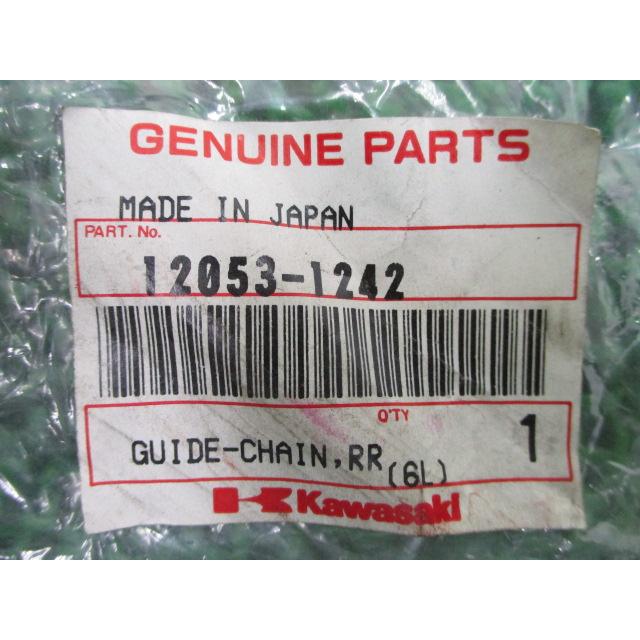 GENUINE PARTS
MADE IN JAPAN
PART. No.
12053-1242
Q'TY
GUIDE-CHAIN,RR (6L) 1
Kawasaki